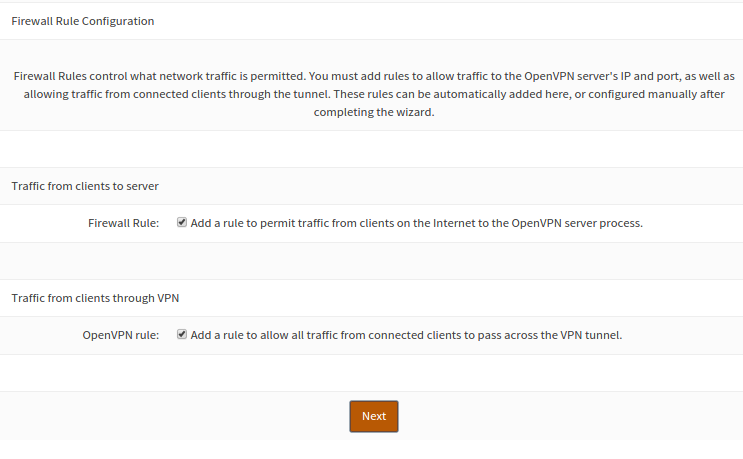 Firewall Rule Configuration
Firewall Rules control what network traffic is permitted. You must add rules to allow traffic to the OpenVPN server's IP and port, as well as
allowing traffic from connected clients through the tunnel. These rules can be automatically added here, or configured manually after
completing the wizard.
Traffic from clients to server
Firewall Rule: Add a rule to permit traffic from clients on the Internet to the OpenVPN server process.
Traffic from clients through VPN
OpenVPN rule: Add a rule to allow all traffic from connected clients to pass across the VPN tunnel.
Next